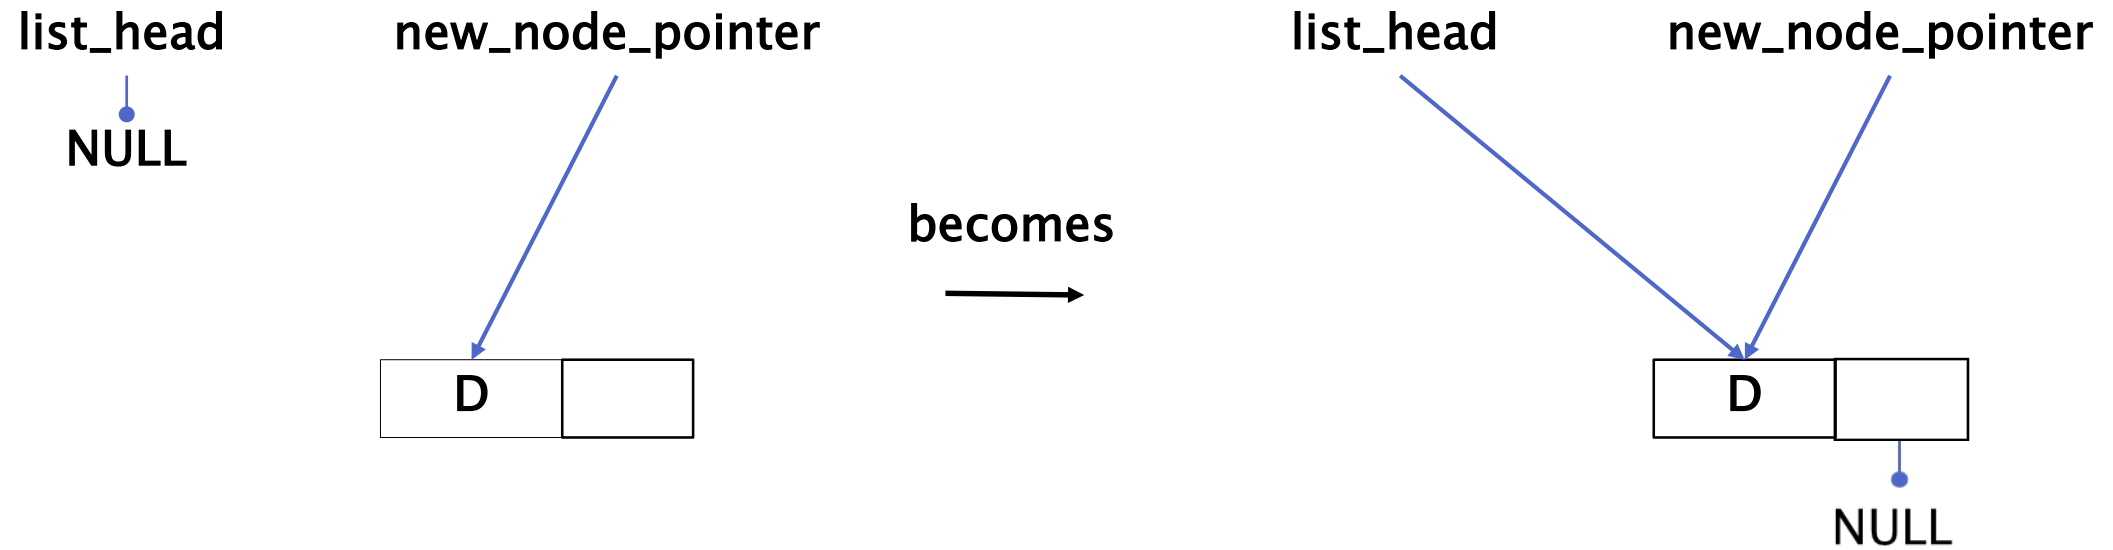 list_head
new_node_pointer
NULL
D
becomes
list_head
new_node_pointer
D
NULL